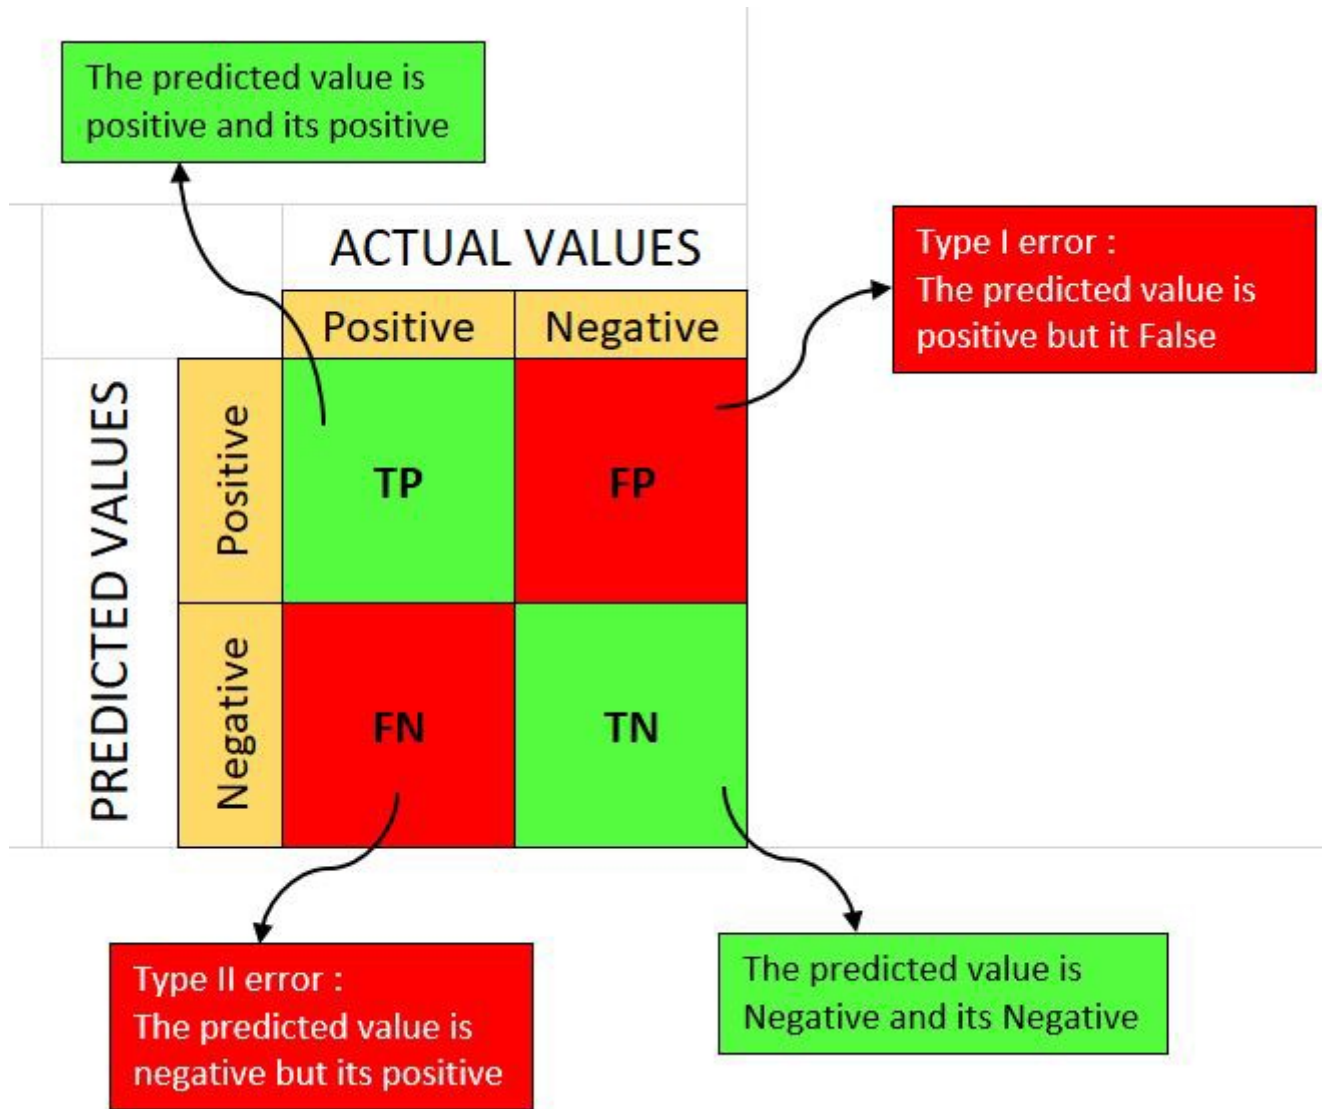 The predicted value is
positive and its positive
ACTUAL VALUES
Type I error :
The predicted value is
positive but it False
Positive
Negative
PREDICTED VALUES
Positive
TP
FP
Negative
FN
TN
Type II error :
The predicted value is
negative but its positive
The predicted value is
Negative and its Negative